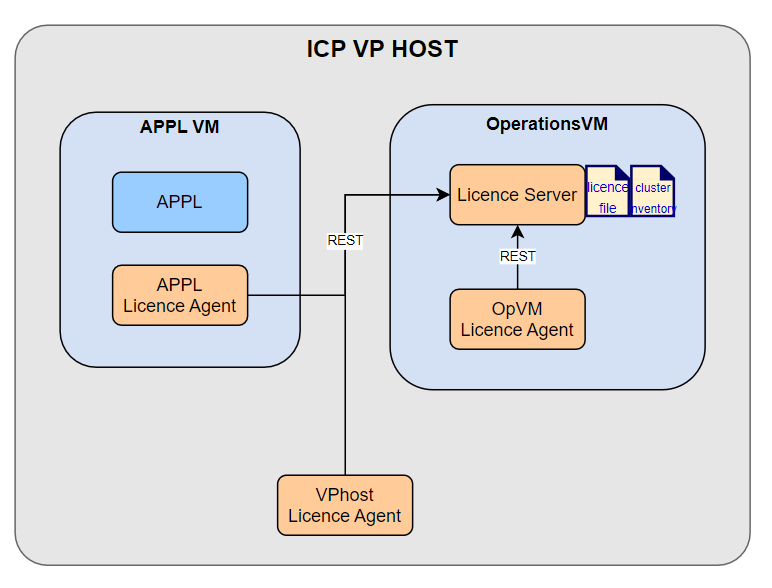 ICP VP HOST
APPL VM
APPL
APPL
Licence Agent
REST
OperationsVM
Licence Server
licence
file
cluster
inventory
REST
OpVM
Licence Agent
VPhost
Licence Agent